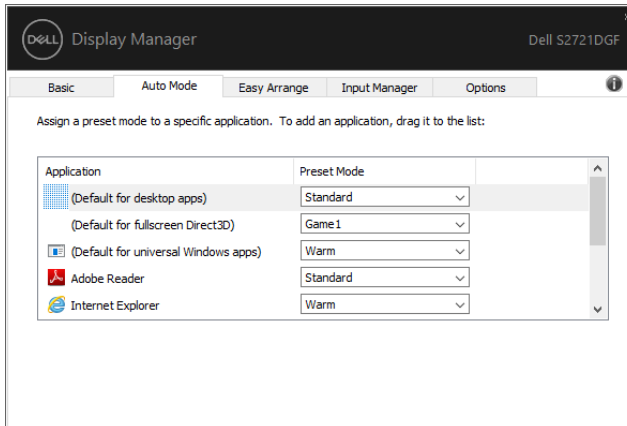 DELL Display Manager Dell S2721DGF
Basic Auto Mode Easy Arrange Input Manager Options
Assign a preset mode to a specific application. To add an application, drag it to the list:
Application Preset Mode
(Default for desktop apps) Standard
(Default for fullscreen Direct3D) Game1
(Default for universal Windows apps) Warm
Adobe Reader Standard
Internet Explorer Warm